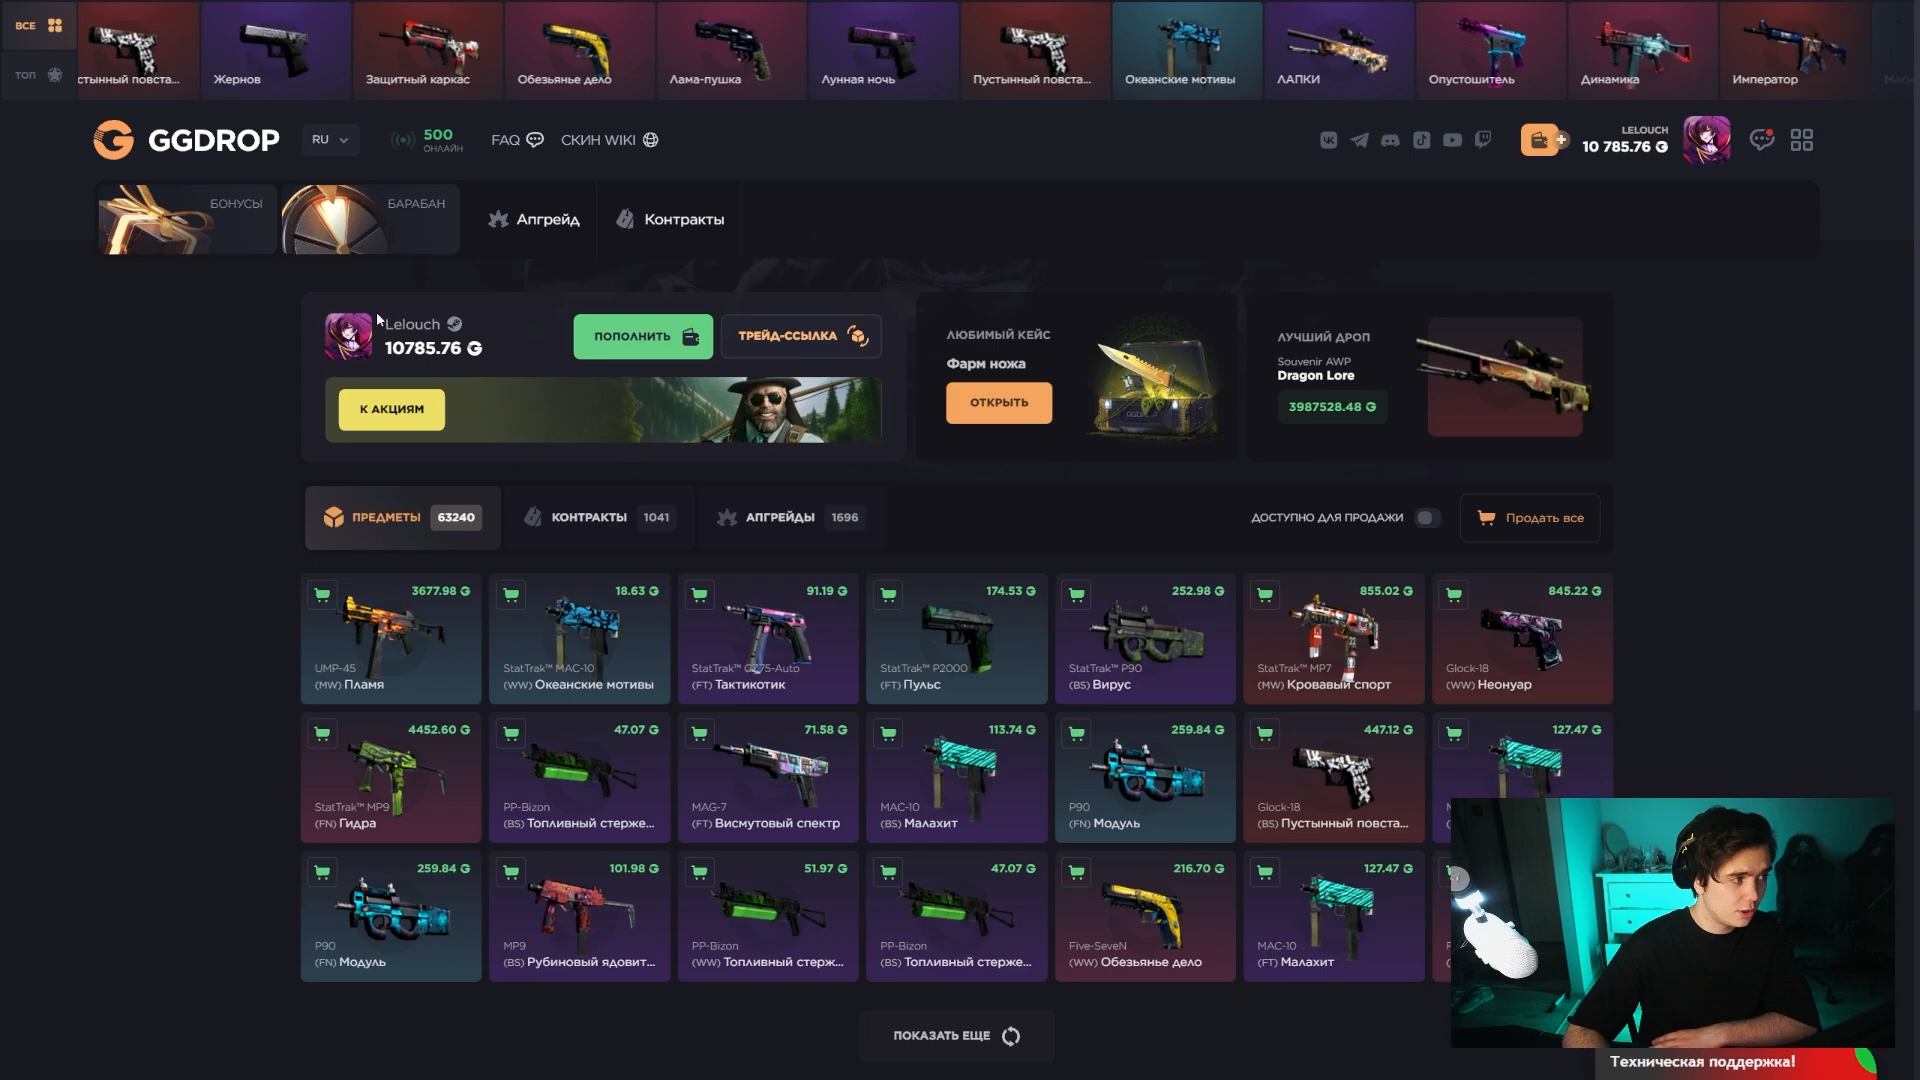 ВСЕ
ТОП
стынный повста...
Жернов
Защитный каркас
Обезьянье дело
Лама-пушка
Лунная ночь
Пустынный повста...
Океанские мотивы
ЛАПКИ
Опустошитель
Динамика
Император
GGDROP
RU
500
ОНЛАЙН
FAQ
СКИН WIKI
LELOUCH
10 785.76 G
БОНУСЫ
БАРАБАН
Апгрейд
Контракты
Lelouch
10785.76 G
ПОПОЛНИТЬ
ТРЕЙД-ССЫЛКА
К АКЦИЯМ
ЛЮБИМЫЙ КЕЙС
Фарм ножа
ОТКРЫТЬ
ЛУЧШИЙ ДРОП
Souvenir AWP
Dragon Lore
3987528.48 G
ПРЕДМЕТЫ 63240
КОНТРАКТЫ 1041
АПГРЕЙДЫ 1696
ДОСТУПНО ДЛЯ ПРОДАЖИ
Продать все
3677.98 G
UMP-45
(MW) Пламя
18.63 G
StatTrak™ MAC-10
(WW) Океанские мотивы
91.19 G
StatTrak™ CZ75-Auto
(FT) Тактикотик
174.53 G
StatTrak™ P2000
(FT) Пульс
252.98 G
StatTrak™ P90
(BS) Вирус
855.02 G
StatTrak™ MP7
(MW) Кровавый спорт
845.22 G
Glock-18
(WW) Неонуар
4452.60 G
StatTrak™ MP9
(FN) Гидра
47.07 G
PP-Bizon
(BS) Топливный стерже...
71.58 G
MAG-7
(FT) Висмутовый спектр
113.74 G
MAC-10
(BS) Малахит
259.84 G
P90
(FN) Модуль
447.12 G
Glock-18
(BS) Пустынный повста...
127.47 G
259.84 G
P90
(FN) Модуль
101.98 G
MP9
(BS) Рубиновый ядовит...
51.97 G
PP-Bizon
(WW) Топливный стерж...
47.07 G
PP-Bizon
(BS) Топливный стерже...
216.70 G
Five-SeveN
(WW) Обезьянье дело
127.47 G
MAC-10
(FT) Малахит
ПОКАЗАТЬ ЕЩЕ
Техническая поддержка!